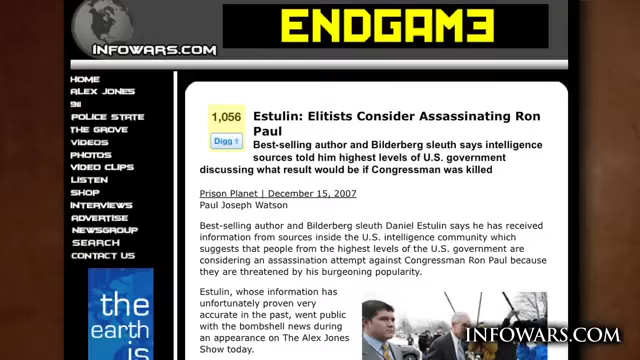 ENDGAM3
INFOWARS.COM
HOME
ALEX JONES
911
POLICE STATE
THE GROVE
VIDEOS
PHOTOS
VIDEO CLIPS
LISTEN
SHOP
INTERVIEWS
ADVERTISE
NEWSGROUP
SEARCH
CONTACT US
the
earth
is
1,056
Digg
Estulin: Elitists Consider Assassinating Ron
Paul
Best-selling author and Bilderberg sleuth says intelligence
sources told him highest levels of U.S. government
discussing what result would be if Congressman was killed
Prison Planet | December 15, 2007
Paul Joseph Watson
Best-selling author and Bilderberg sleuth Daniel Estulin says he has received
information from sources inside the U.S. intelligence community which
suggests that people from the highest levels of the U.S. government are
considering an assassination attempt against Congressman Ron Paul because
they are threatened by his burgeoning popularity.
Estulin, whose information has
unfortunately proven very
accurate in the past, went public
with the bombshell news during
an appearance on The Alex Jones
Show today.
INFOWARS.COM